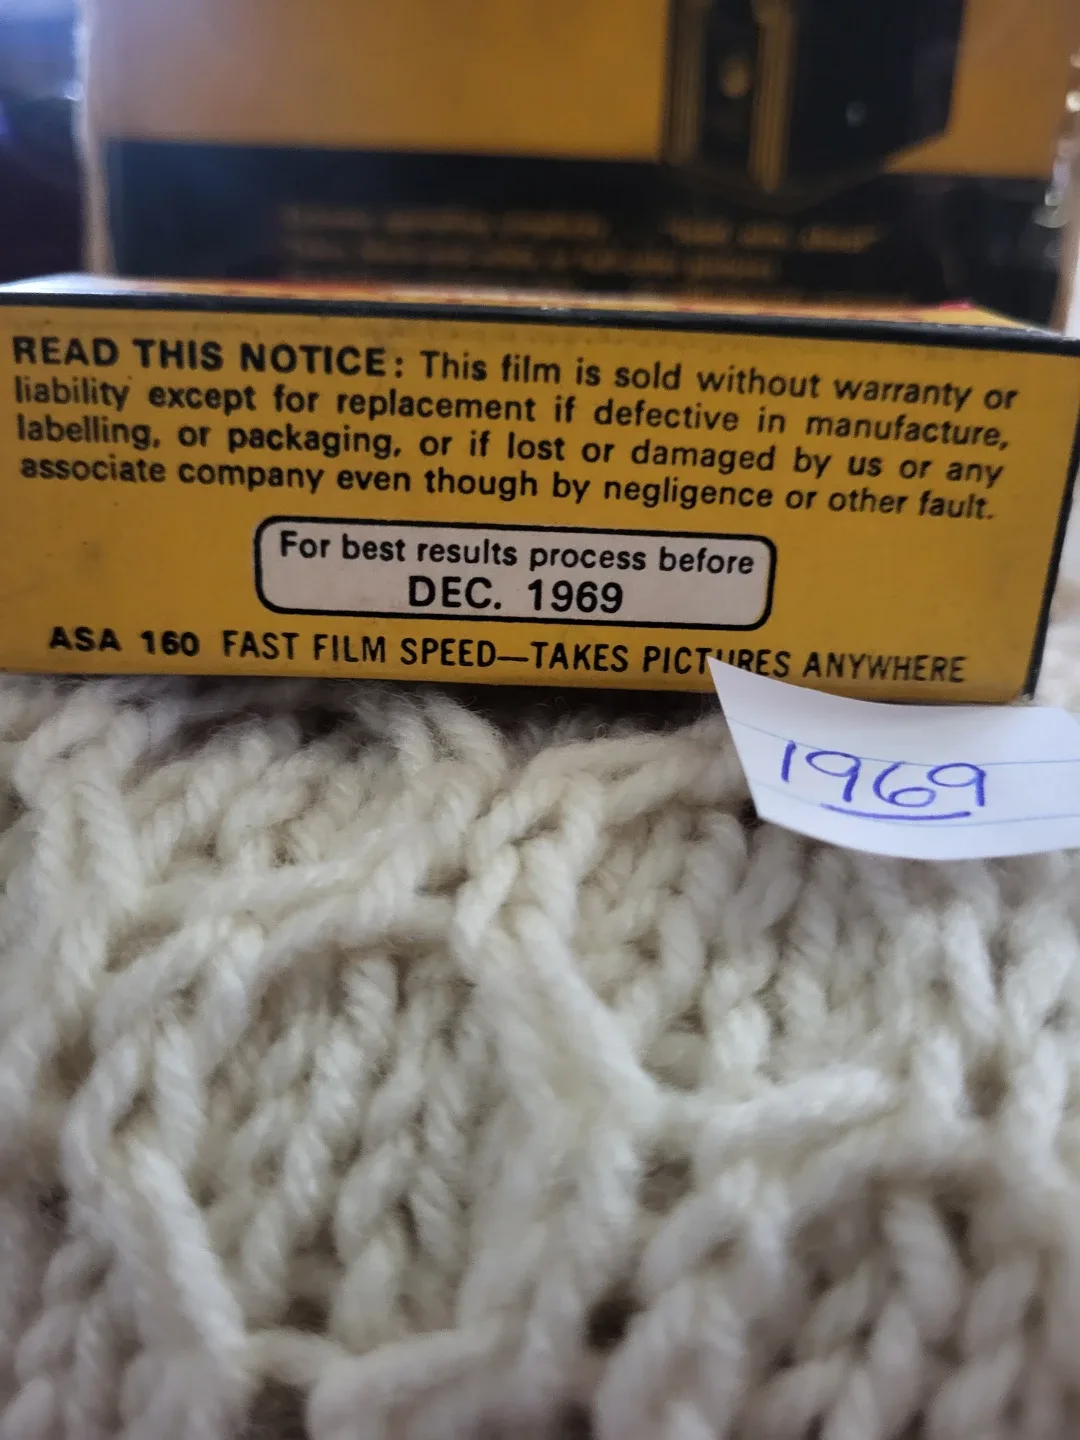 READ THIS NOTICE: This film is sold without warranty or
liability except for replacement if defective in manufacture,
labelling, or packaging, or if lost or damaged by us or any
associate company even though by negligence or other fault.
For best results process before
DEC. 1969
ASA 160 FAST FILM SPEED—TAKES PICTURES ANYWHERE
1969